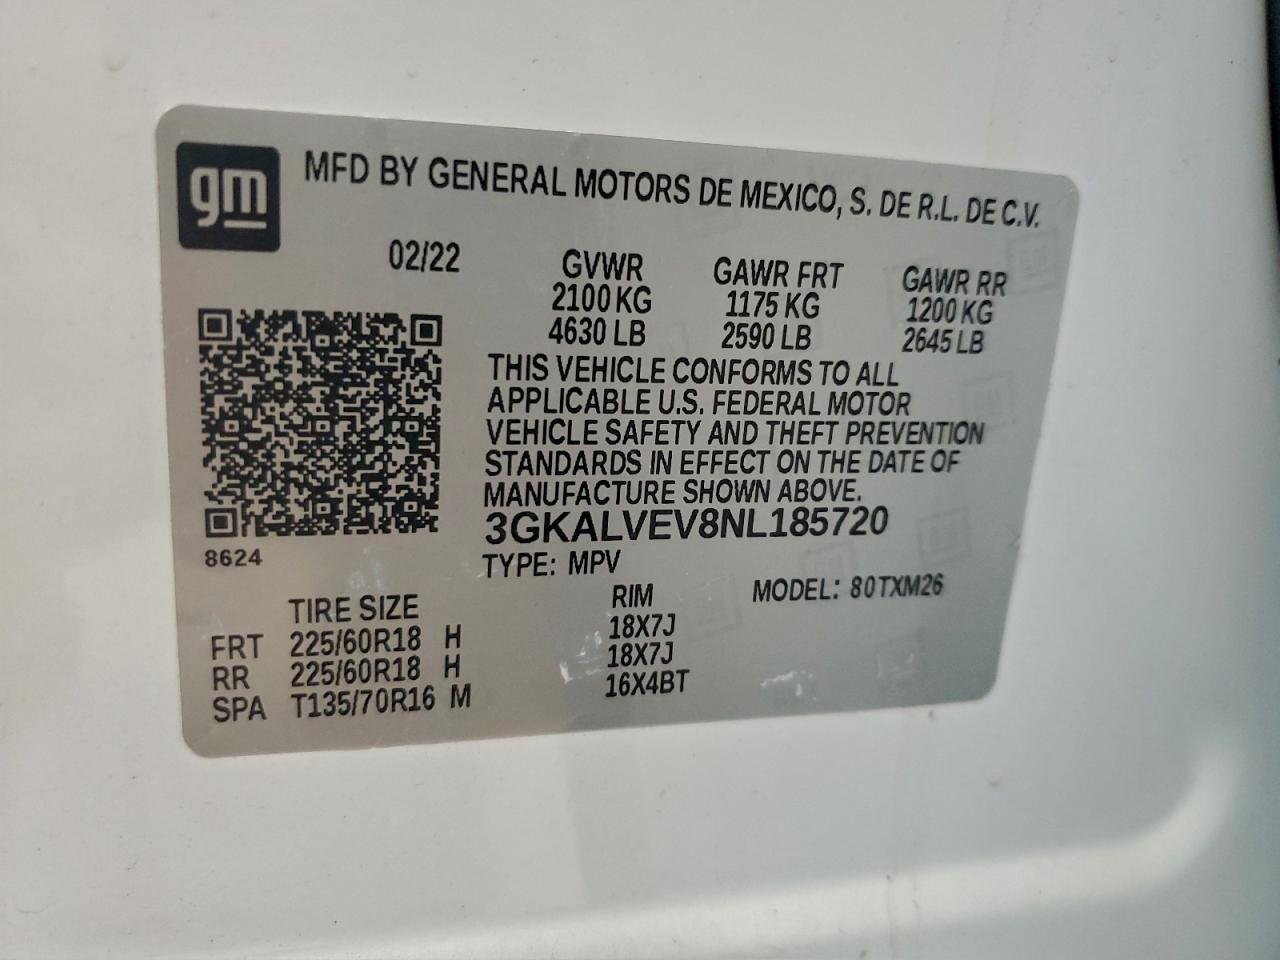 gm
MFD BY GENERAL MOTORS DE MEXICO, S. DE R.L. DE C.V.
02/22 GVWR GAWR FRT GAWR RR
2100 KG 1175 KG 1200 KG
4630 LB 2590 LB 2645 LB
THIS VEHICLE CONFORMS TO ALL
APPLICABLE U.S. FEDERAL MOTOR
VEHICLE SAFETY AND THEFT PREVENTION
STANDARDS IN EFFECT ON THE DATE OF
MANUFACTURE SHOWN ABOVE.
3GKALVEV8NL185720
8624
TYPE: MPV MODEL: 80TXM26
TIRE SIZE RIM
FRT 225/60R18 H 18X7J
RR 225/60R18 H 18X7J
SPA T135/70R16 M 16X4BT